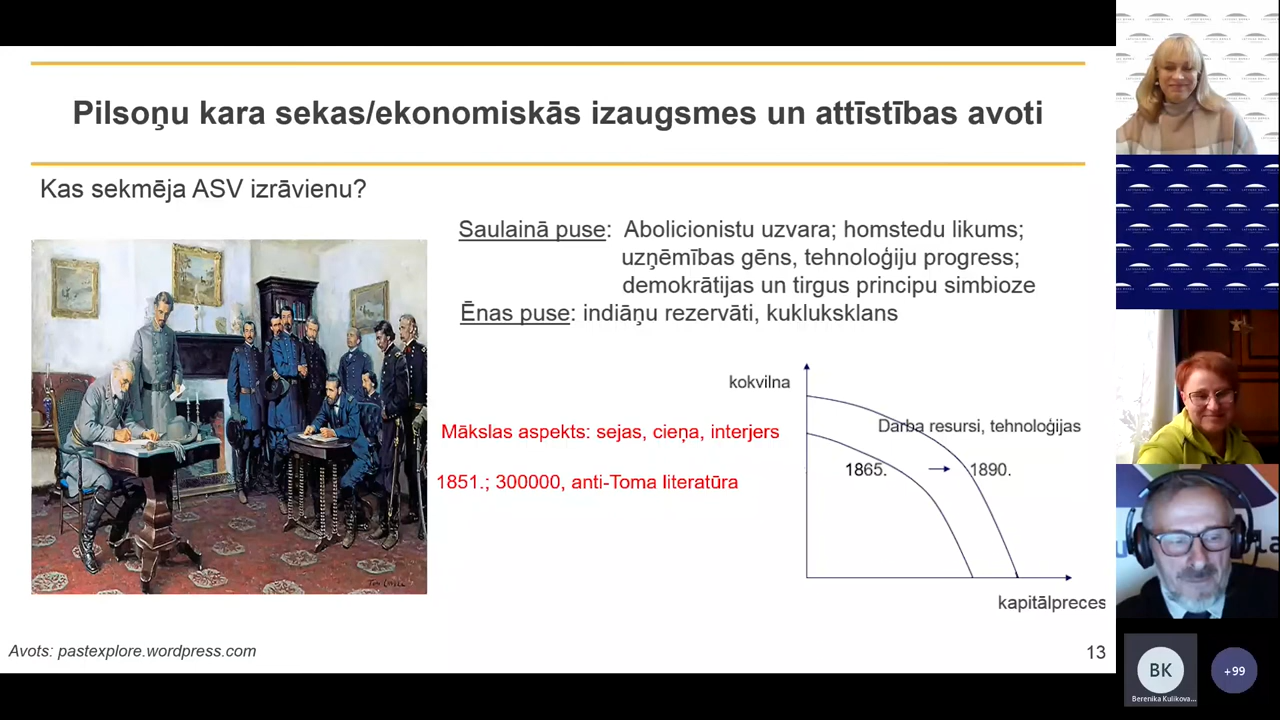 Pilsoņu kara sekas/ekonomiskās izaugsmes un attīstības avoti
Kas sekmēja ASV izrāvienu?
Saulainā puse: Abolicionistu uzvara; homstedu likums;
uzņēmības gēns, tehnoloģiju progress;
demokrātijas un tirgus principu simbioze
Ēnas puse: indiāņu rezervāti, kukluksklans
kokvilna
Darba resursi, tehnoloģijas
Mākslas aspekts: sejas, cieņa, interjers
1865.
1890.
1851.; 300000, anti-Toma literatūra
kapitālpreces
Avots: pastexplore.wordpress.com
13
BK
+99
Berenika Kulikova...